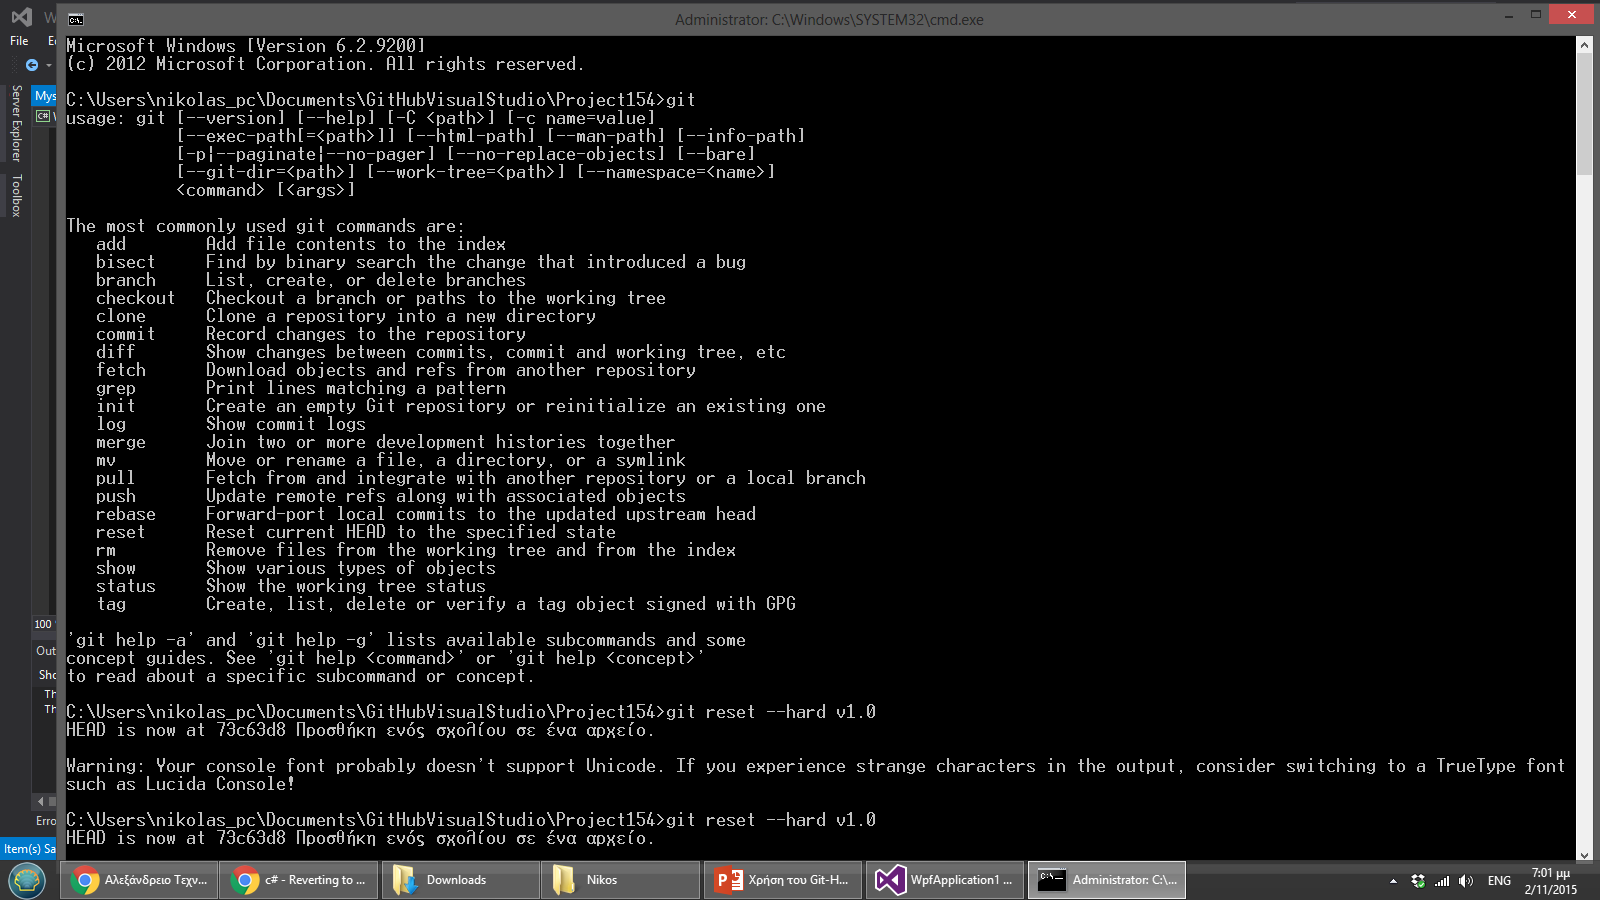 Administrator: C:\Windows\SYSTEM32\cmd.exe
File
Server Explorer
Toolbox
100
Microsoft Windows [Version 6.2.9200]
(c) 2012 Microsoft Corporation. All rights reserved.
C:\Users\nikolas_pc\Documents\GitHubVisualStudio\Project154>git
usage: git [--version] [--help] [-C <path>] [-c name=value]
[--exec-path[=<path>]] [--html-path] [--man-path] [--info-path]
[-p|--paginate|--no-pager] [--no-replace-objects] [--bare]
[--git-dir=<path>] [--work-tree=<path>] [--namespace=<name>]
<command> [<args>]
The most commonly used git commands are:
add Add file contents to the index
bisect Find by binary search the change that introduced a bug
branch List, create, or delete branches
checkout Checkout a branch or paths to the working tree
clone Clone a repository into a new directory
commit Record changes to the repository
diff Show changes between commits, commit and working tree, etc
fetch Download objects and refs from another repository
grep Print lines matching a pattern
init Create an empty Git repository or reinitialize an existing one
log Show commit logs
merge Join two or more development histories together
mv Move or rename a file, a directory, or a symlink
pull Fetch from and integrate with another repository or a local branch
push Update remote refs along with associated objects
rebase Forward-port local commits to the updated upstream head
reset Reset current HEAD to the specified state
rm Remove files from the working tree and from the index
show Show various types of objects
status Show the working tree status
tag Create, list, delete or verify a tag object signed with GPG
'git help -a' and 'git help -g' lists available subcommands and some
concept guides. See 'git help <command>' or 'git help <concept>'
to read about a specific subcommand or concept.
C:\Users\nikolas_pc\Documents\GitHubVisualStudio\Project154>git reset --hard v1.0
HEAD is now at 73c63d8 Προσθήκη ενός σχολίου σε ένα αρχείο.
Warning: Your console font probably doesn't support Unicode. If you experience strange characters in the output, consider switching to a TrueType font
such as Lucida Console!
C:\Users\nikolas_pc\Documents\GitHubVisualStudio\Project154>git reset --hard v1.0
HEAD is now at 73c63d8 Προσθήκη ενός σχολίου σε ένα αρχείο.
Item(s) Sa
Αλεξάνδρειο Τεχν...
c# - Reverting to ...
Downloads
Nikos
Χρήση του Git-H...
WpfApplication1 ...
Administrator: C:\...
ENG
7:01 μμ
2/11/2015